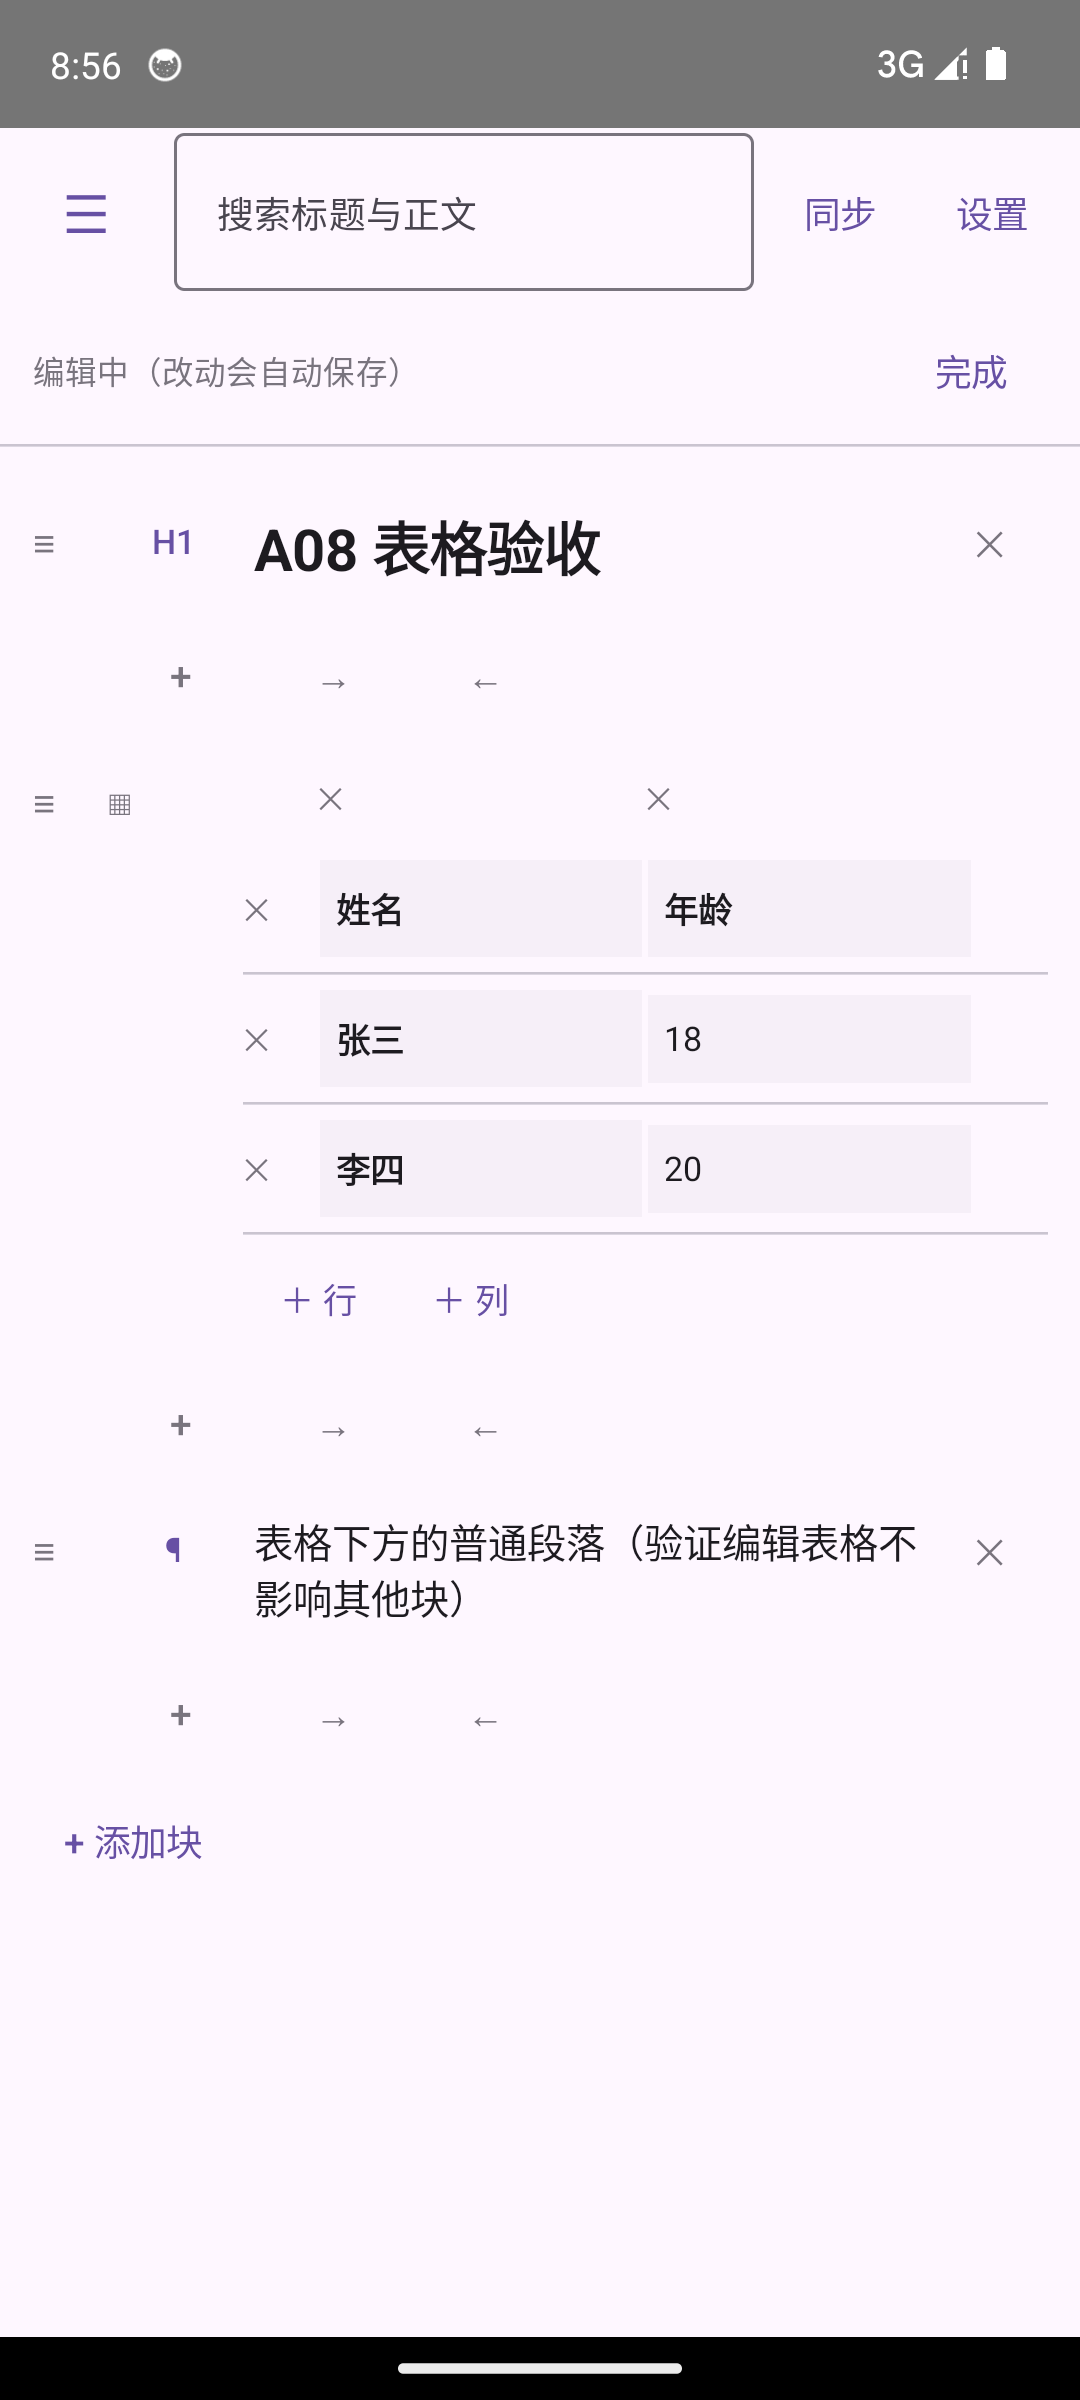 8:56 3G
☰ 搜索标题与正文 同步 设置
编辑中（改动会自动保存） 完成
≡ H1 A08 表格验收 ×
+ → ←
≡ ▦ × ×
× 姓名 年龄
× 张三 18
× 李四 20
＋ 行 ＋ 列
+ → ←
≡ ¶ 表格下方的普通段落（验证编辑表格不 ×
影响其他块）
+ → ←
+ 添加块